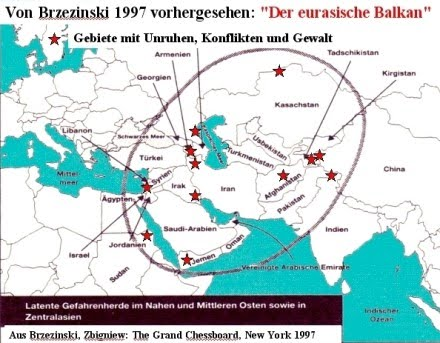 Von Brzezinski 1997 vorhergesehen: "Der eurasische Balkan"
Gebiete mit Unruhen, Konflikten und Gewalt
Armenien
Tadschikistan
Georgien
Kirgistan
Kasachstan
Libanon
Schwarzes Meer
Usbekistan
Türkei
Turkmenistan
China
Mittel-
meer
Syrien
Irak
Iran
Afghanistan
Ägypten
Pakistan
Indien
Jordanien
Saudi-Arabien
Israel
Sudan
Jemen
Oman
Vereinigte Arabische Emirate
Latente Gefahrenherde im Nahen und Mittleren Osten sowie in
Zentralasien
Indischer
Ozean
Aus Brzezinski, Zbigniew: The Grand Chessboard, New York 1997